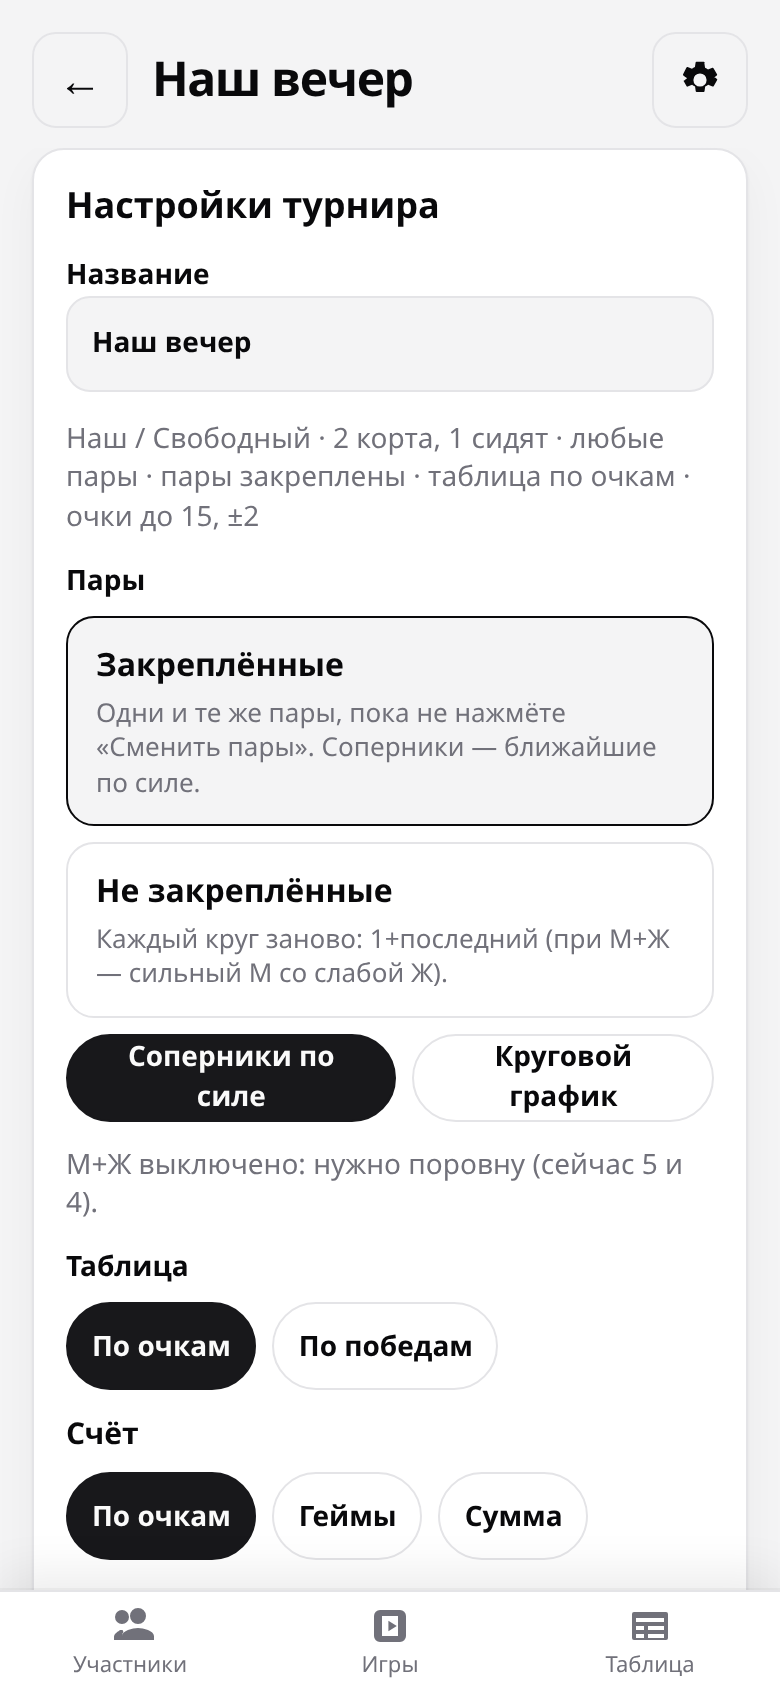 ← Наш вечер
Настройки турнира
Название
Наш вечер
Наш / Свободный · 2 корта, 1 сидят · любые
пары · пары закреплены · таблица по очкам ·
очки до 15, ±2
Пары
Закреплённые
Одни и те же пары, пока не нажмёте
«Сменить пары». Соперники — ближайшие
по силе.
Не закреплённые
Каждый круг заново: 1+последний (при М+Ж
— сильный М со слабой Ж).
Соперники по
силе
Круговой
график
М+Ж выключено: нужно поровну (сейчас 5 и
4).
Таблица
По очкам
По победам
Счёт
По очкам
Геймы
Сумма
Участники
Игры
Таблица